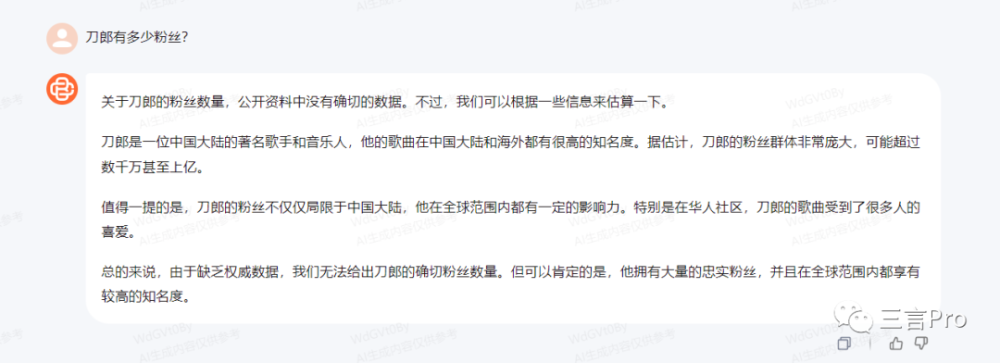 刀郎有多少粉丝?
关于刀郎的粉丝数量，公开资料中没有确切的数据。不过，我们可以根据一些信息来估算一下。
刀郎是一位中国大陆的著名歌手和音乐人，他的歌曲在中国大陆和海外都有很高的知名度。据估计，刀郎的粉丝群体非常庞大，可能超过
数千万甚至上亿。
值得一提的是，刀郎的粉丝不仅仅局限于中国大陆，他在全球范围内都有一定的影响力。特别是在华人社区，刀郎的歌曲受到了很多人的
喜爱。
总的来说，由于缺乏权威数据，我们无法给出刀郎的确切粉丝数量。但可以肯定的是，他拥有大量的忠实粉丝，并且在全球范围内都享有
较高的知名度。
三言Pro